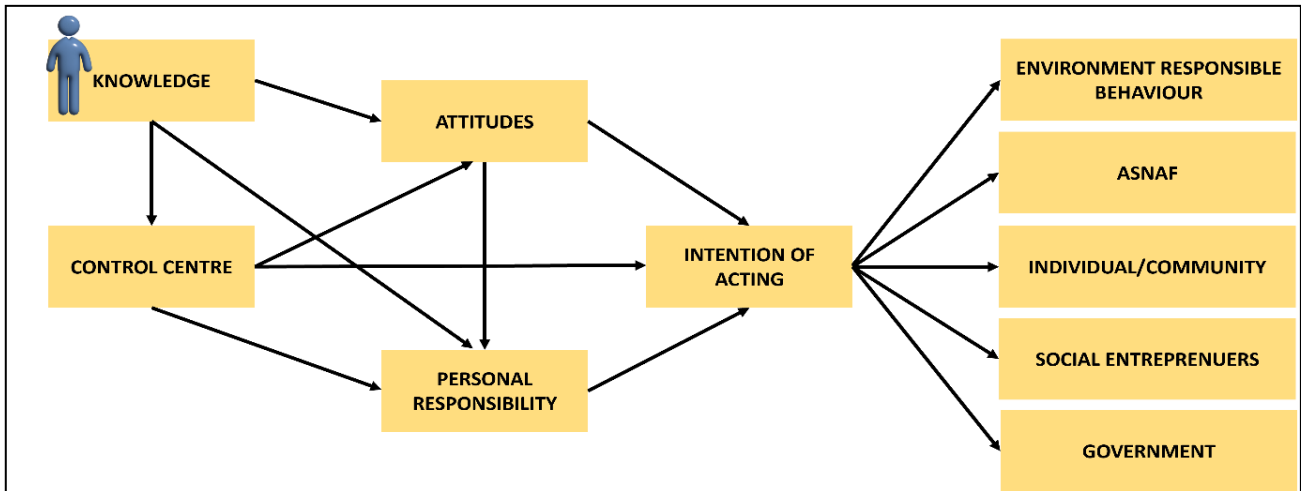 KNOWLEDGE
ATTITUDES
CONTROL CENTRE
PERSONAL
RESPONSIBILITY
INTENTION OF
ACTING
ENVIRONMENT RESPONSIBLE
BEHAVIOUR
ASNAF
INDIVIDUAL/COMMUNITY
SOCIAL ENTREPRENUERS
GOVERNMENT